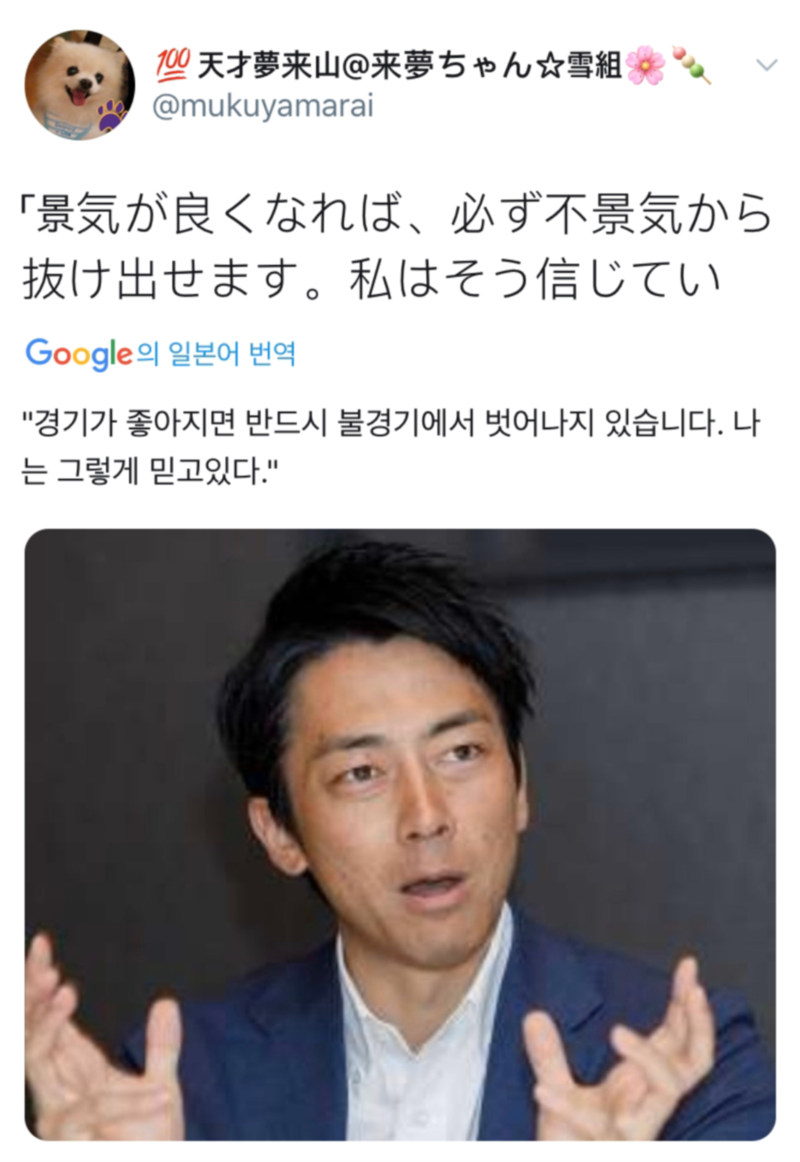 💯天才夢来山@来夢ちゃん☆雪組🌸🍡
@mukuyamarai
「景気が良くなれば、必ず不景気から
抜け出せます。私はそう信じてい
Google의 일본어 번역
"경기가 좋아지면 반드시 불경기에서 벗어나지 있습니다. 나
는 그렇게 믿고있다."